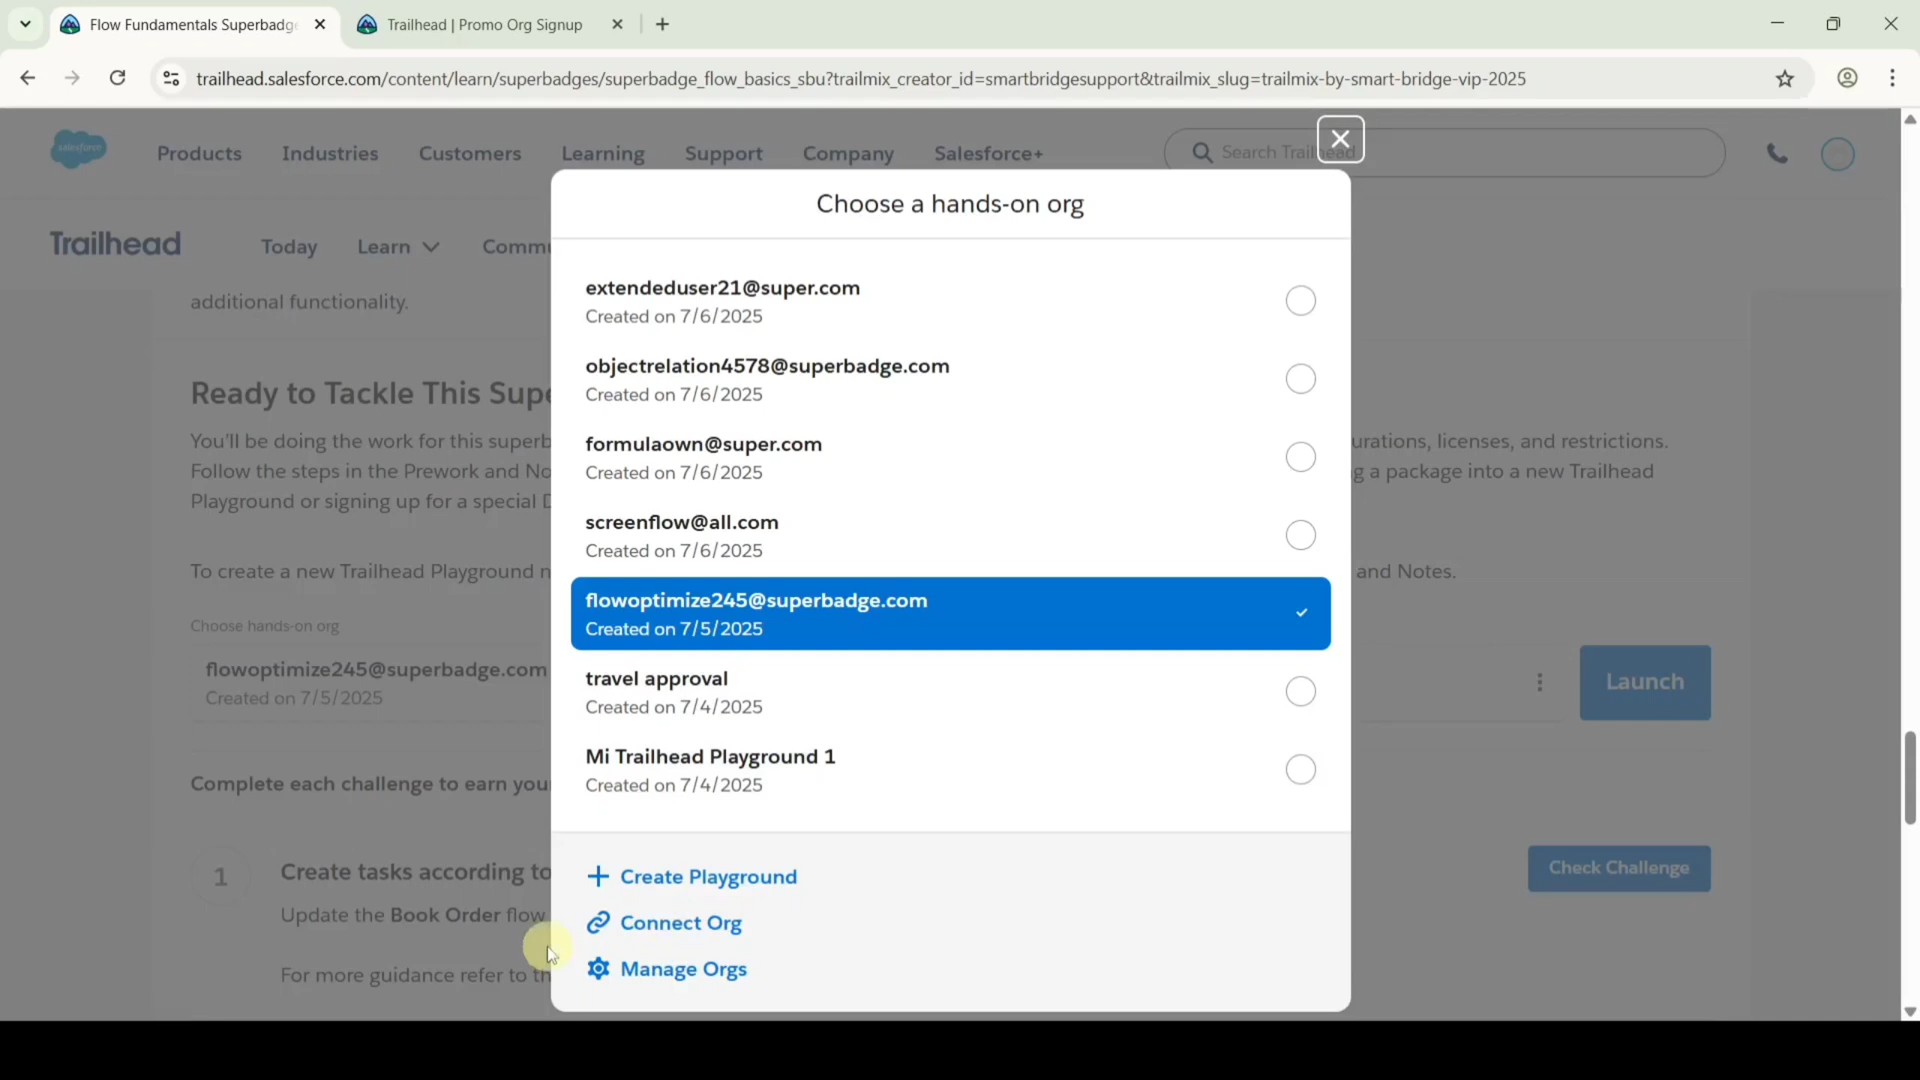 Flow Fundamentals Superbadge
Trailhead | Promo Org Signup
trailhead.salesforce.com/content/learn/superbadges/superbadge_flow_basics_sbu?trailmix_creator_id=smartbridgesupport&trailmix_slug=trailmix-by-smart-bridge-vip-2025
salesforce
Products
Industries
Customers
Learning
Support
Company
Salesforce+
Search Trailhead
Trailhead
Today
Learn
Commu
additional functionality.
Ready to Tackle This Supe
You'll be doing the work for this superb
urations, licenses, and restrictions.
Follow the steps in the Prework and No
g a package into a new Trailhead
Playground or signing up for a special D
To create a new Trailhead Playground n
and Notes.
Choose hands-on org
flowoptimize245@superbadge.com
Created on 7/5/2025
Launch
Complete each challenge to earn you
1
Create tasks according to
Check Challenge
Update the Book Order flow
For more guidance refer to th
Choose a hands-on org
extendeduser21@super.com
Created on 7/6/2025
objectrelation4578@superbadge.com
Created on 7/6/2025
formulaown@super.com
Created on 7/6/2025
screenflow@all.com
Created on 7/6/2025
flowoptimize245@superbadge.com
Created on 7/5/2025
travel approval
Created on 7/4/2025
Mi Trailhead Playground 1
Created on 7/4/2025
Create Playground
Connect Org
Manage Orgs